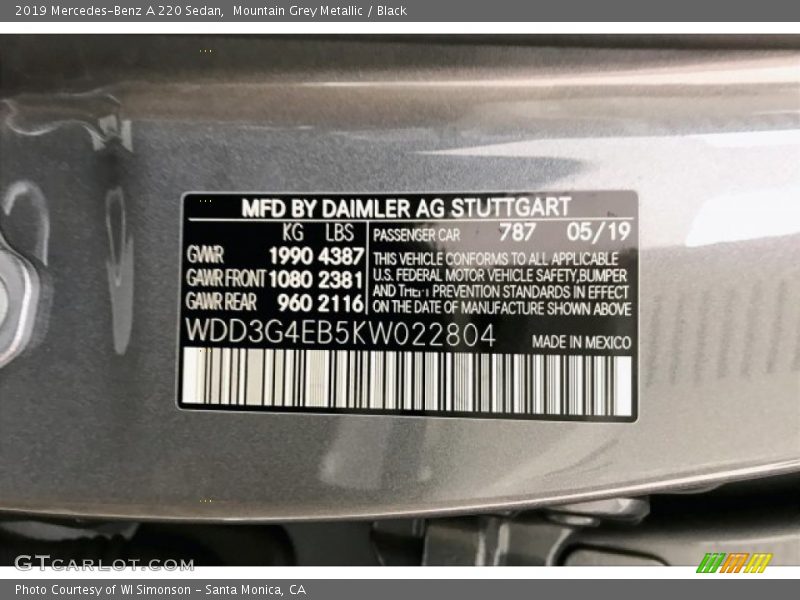 2019 Mercedes-Benz A 220 Sedan,  Mountain Grey Metallic / Black
MFD BY DAIMLER AG STUTTGART
KG LBS
GVWR 1990 4387
GAWR FRONT 1080 2381
GAWR REAR 960 2116
PASSENGER CAR 787 05/19
THIS VEHICLE CONFORMS TO ALL APPLICABLE
U.S. FEDERAL MOTOR VEHICLE SAFETY,BUMPER
AND THEFT PREVENTION STANDARDS IN EFFECT
ON THE DATE OF MANUFACTURE SHOWN ABOVE
WDD3G4EB5KW022804
MADE IN MEXICO
GTcarlot.com
Photo Courtesy of WI Simonson - Santa Monica, CA